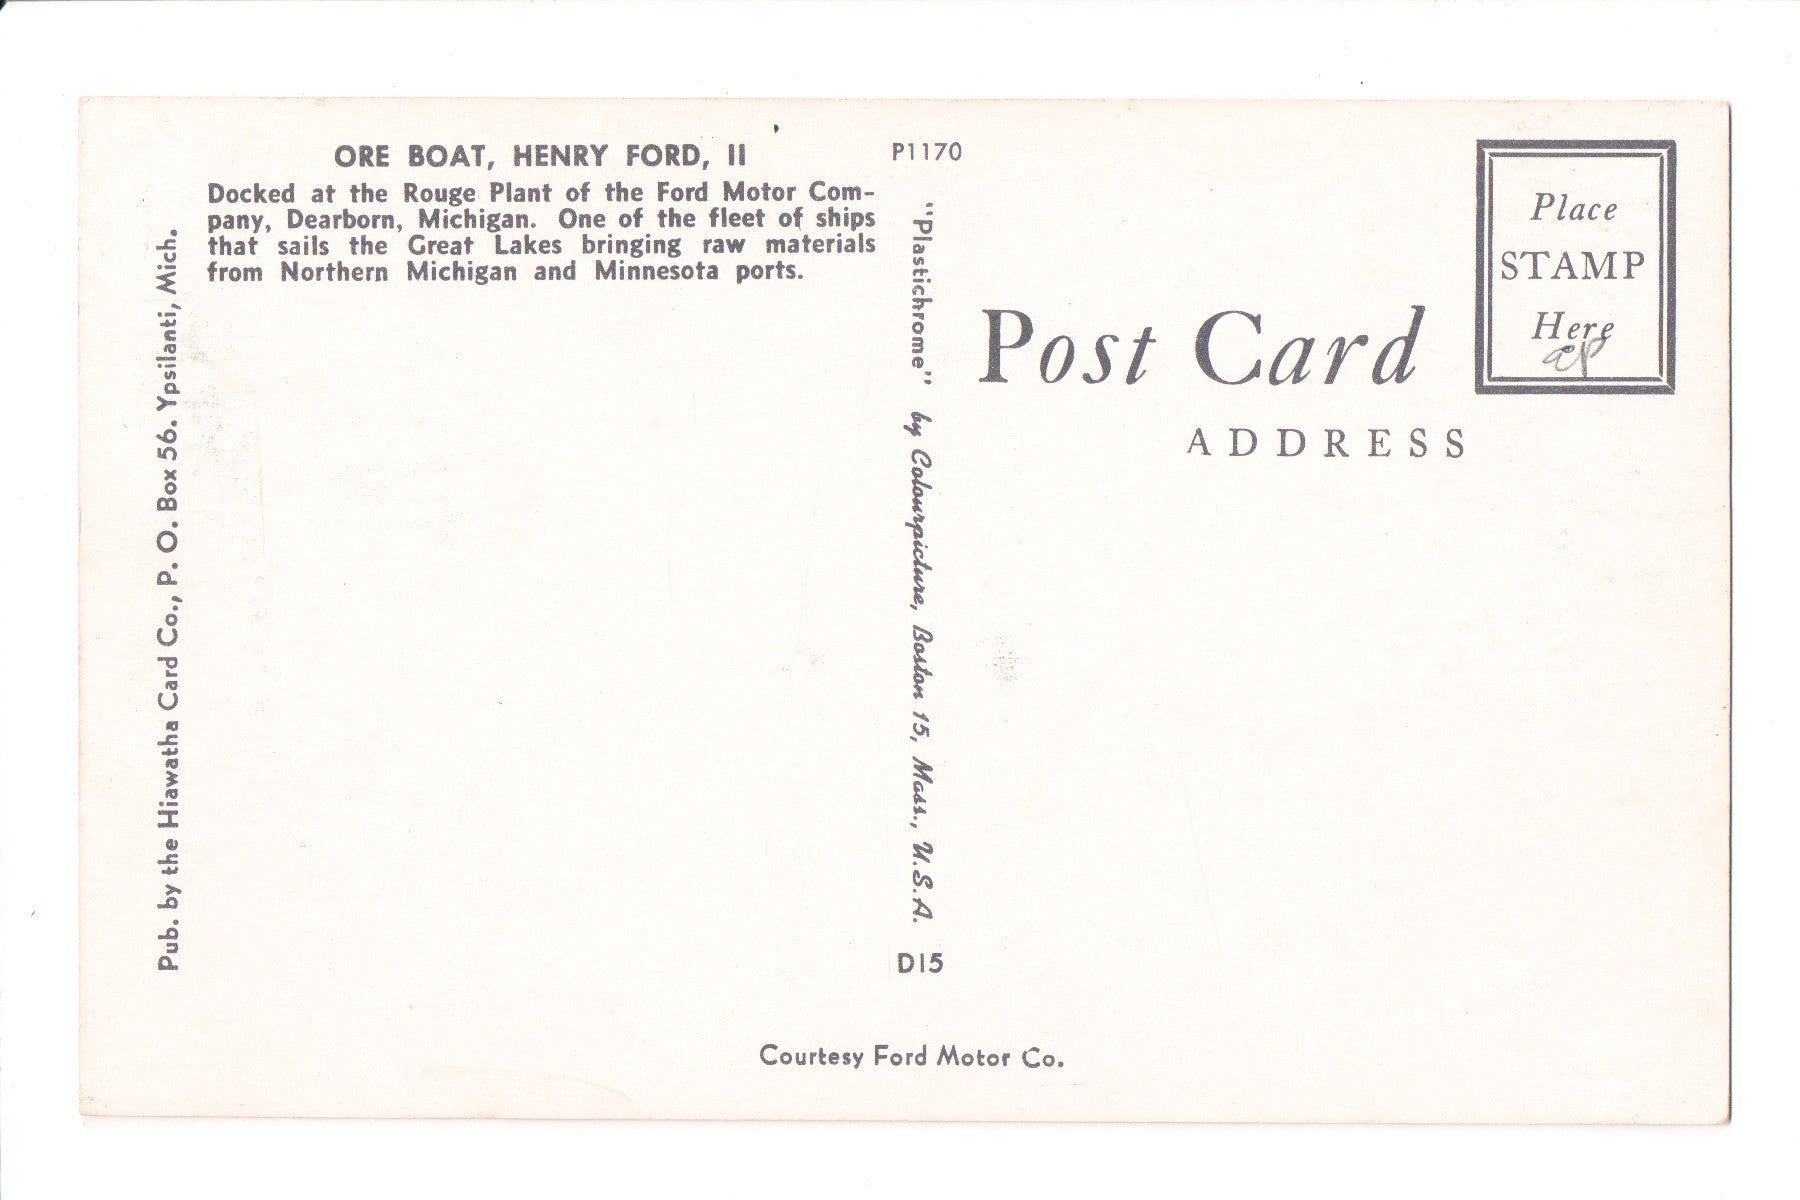 ORE BOAT, HENRY FORD, II
Docked at the Rouge Plant of the Ford Motor Com-
pany, Dearborn, Michigan. One of the fleet of ships
that sails the Great Lakes bringing raw materials
from Northern Michigan and Minnesota ports.
Pub. by the Hiawatha Card Co., P. O. Box 56. Ypsilanti, Mich.
P1170
"Plastichrome" by Colourpicture, Boston 15, Mass., U.S.A.
D15
Post Card
ADDRESS
Place
STAMP
Here
Courtesy Ford Motor Co.